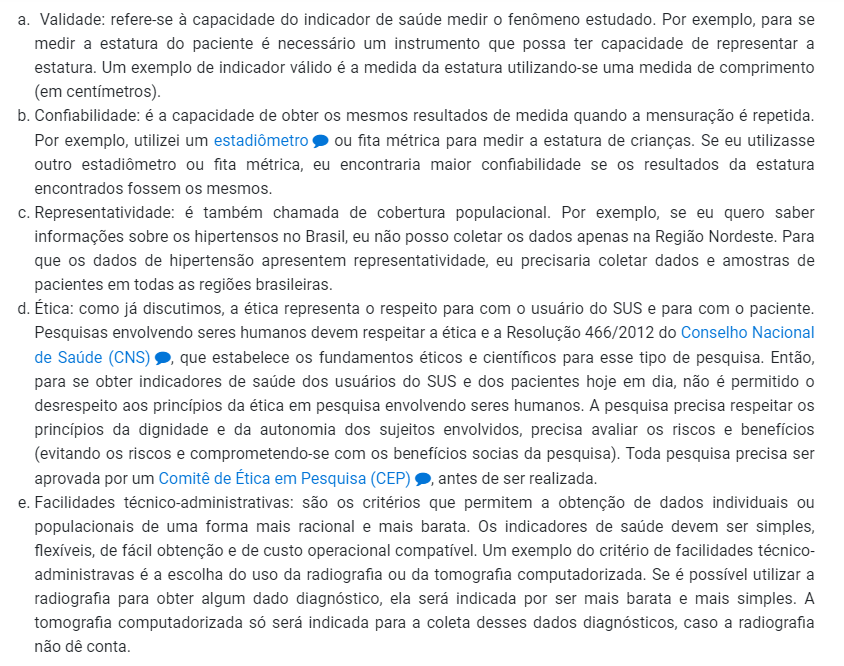 a. Validade: refere-se à capacidade do indicador de saúde medir o fenômeno estudado. Por exemplo, para se
medir a estatura do paciente é necessário um instrumento que possa ter capacidade de representar a
estatura. Um exemplo de indicador válido é a medida da estatura utilizando-se uma medida de comprimento
(em centímetros).
b. Confiabilidade: é a capacidade de obter os mesmos resultados de medida quando a mensuração é repetida.
Por exemplo, utilizei um estadiômetro ou fita métrica para medir a estatura de crianças. Se eu utilizasse
outro estadiômetro ou fita métrica, eu encontraria maior confiabilidade se os resultados da estatura
encontrados fossem os mesmos.
c. Representatividade: é também chamada de cobertura populacional. Por exemplo, se eu quero saber
informações sobre os hipertensos no Brasil, eu não posso coletar os dados apenas na Região Nordeste. Para
que os dados de hipertensão apresentem representatividade, eu precisaria coletar dados e amostras de
pacientes em todas as regiões brasileiras.
d. Ética: como já discutimos, a ética representa o respeito para com o usuário do SUS e para com o paciente.
Pesquisas envolvendo seres humanos devem respeitar a ética e a Resolução 466/2012 do Conselho Nacional
de Saúde (CNS), que estabelece os fundamentos éticos e científicos para esse tipo de pesquisa. Então,
para se obter indicadores de saúde dos usuários do SUS e dos pacientes hoje em dia, não é permitido o
desrespeito aos princípios da ética em pesquisa envolvendo seres humanos. A pesquisa precisa respeitar os
princípios da dignidade e da autonomia dos sujeitos envolvidos, precisa avaliar os riscos e benefícios
(evitando os riscos e comprometendo-se com os benefícios socias da pesquisa). Toda pesquisa precisa ser
aprovada por um Comitê de Ética em Pesquisa (CEP), antes de ser realizada.
e. Facilidades técnico-administrativas: são os critérios que permitem a obtenção de dados individuais ou
populacionais de uma forma mais racional e mais barata. Os indicadores de saúde devem ser simples,
flexíveis, de fácil obtenção e de custo operacional compatível. Um exemplo do critério de facilidades técnico-
administravas é a escolha do uso da radiografia ou da tomografia computadorizada. Se é possível utilizar a
radiografia para obter algum dado diagnóstico, ela será indicada por ser mais barata e mais simples. A
tomografia computadorizada só será indicada para a coleta desses dados diagnósticos, caso a radiografia
não dê conta.